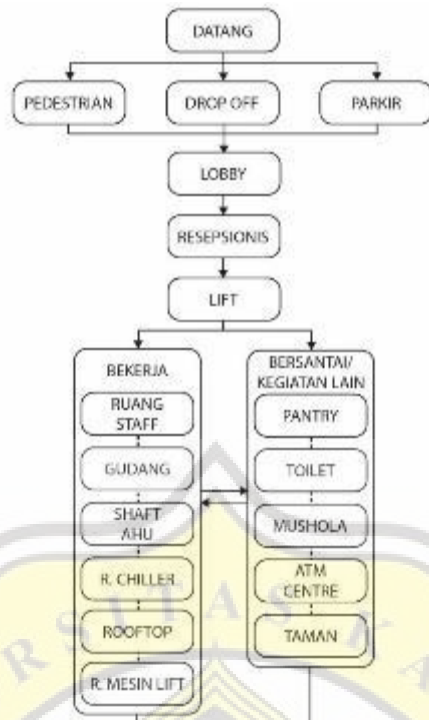 DATANG
PEDESTRIAN
DROP OFF
PARKIR
LOBBY
RESEPSIONIS
LIFT
BEKERJA
RUANG
STAFF
GUDANG
SHAFT
AHU
R. CHILLER
ROOFTOP
R. MESIN LIFT
BERSANTAI/
KEGIATAN LAIN
PANTRY
TOILET
MUSHOLA
ATM
CENTRE
TAMAN